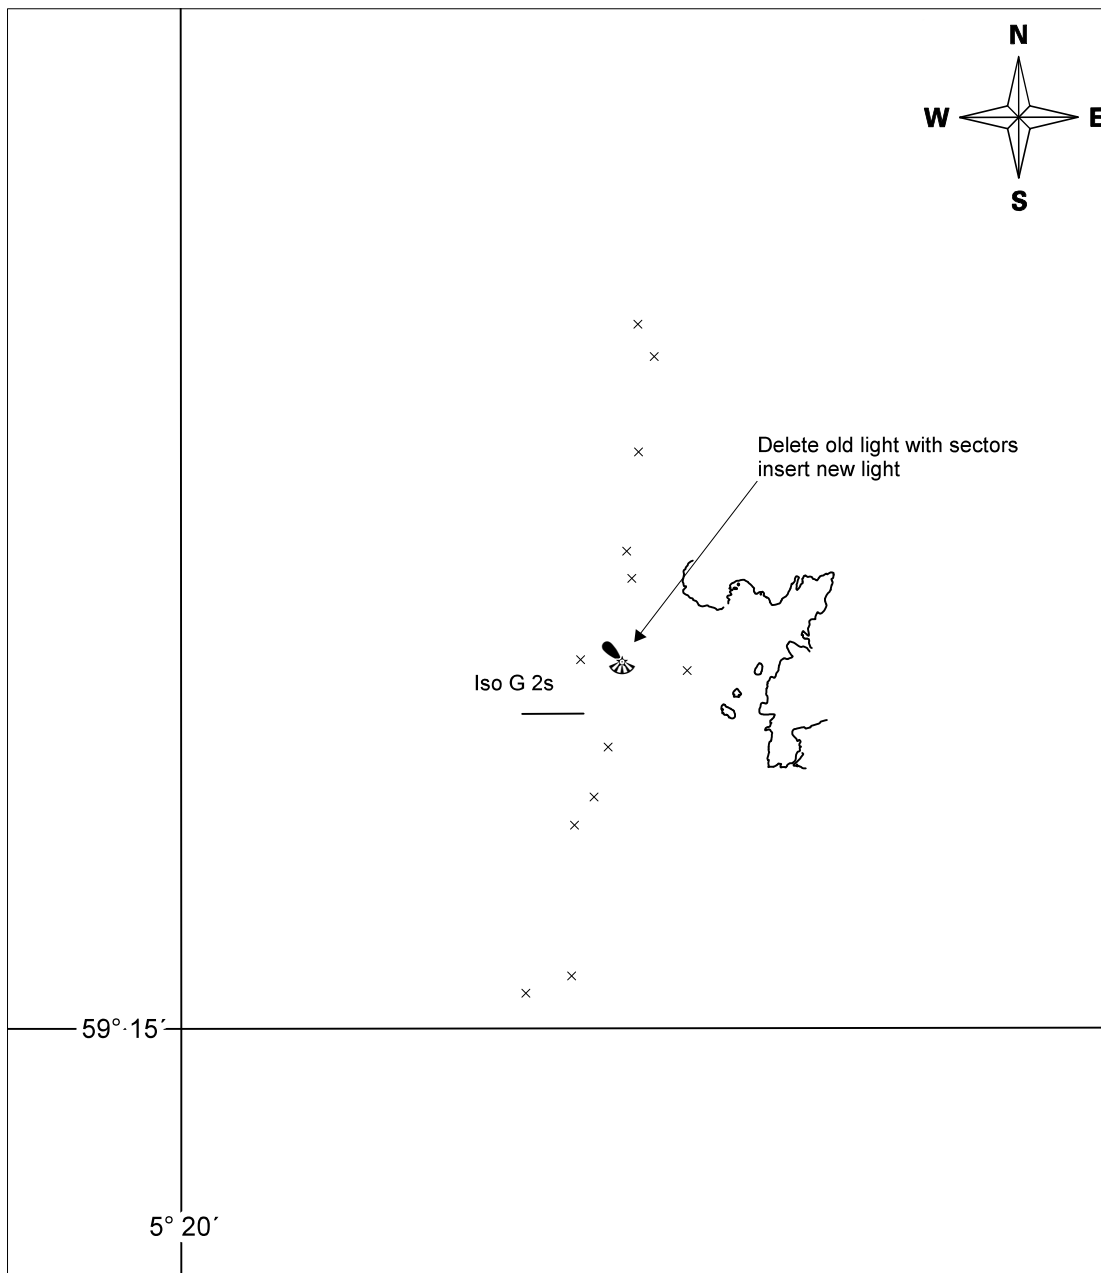 N
W
E
S
Delete old light with sectors
insert new light
Iso G 2s
59° 15´
5° 20´